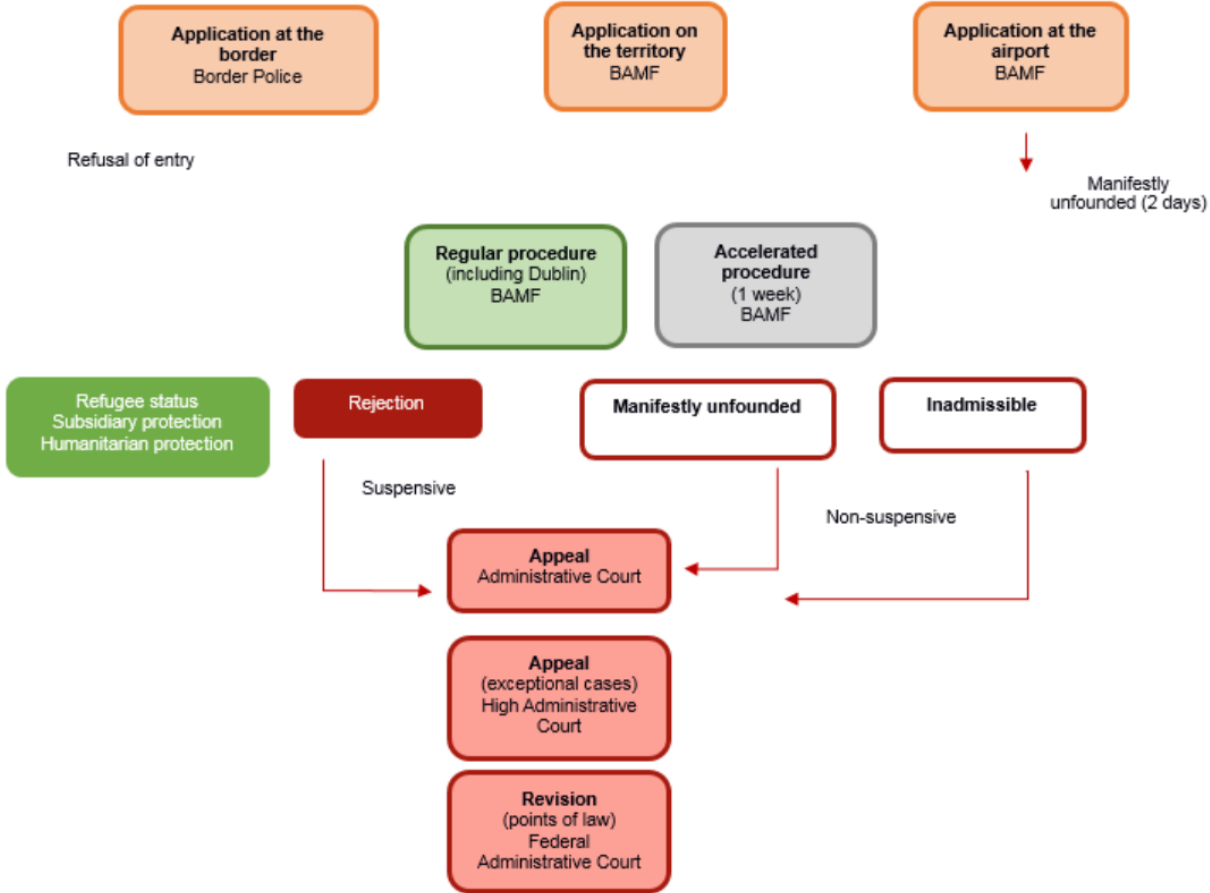 Application at the
border
Border Police
Application on
the territory
BAMF
Application at the
airport
BAMF
Refusal of entry
Manifestly
unfounded (2 days)
Regular procedure
(including Dublin)
BAMF
Accelerated
procedure
(1 week)
BAMF
Refugee status
Subsidiary protection
Humanitarian protection
Rejection
Manifestly unfounded
Inadmissible
Suspensive
Non-suspensive
Appeal
Administrative Court
Appeal
(exceptional cases)
High Administrative
Court
Revision
(points of law)
Federal
Administrative Court